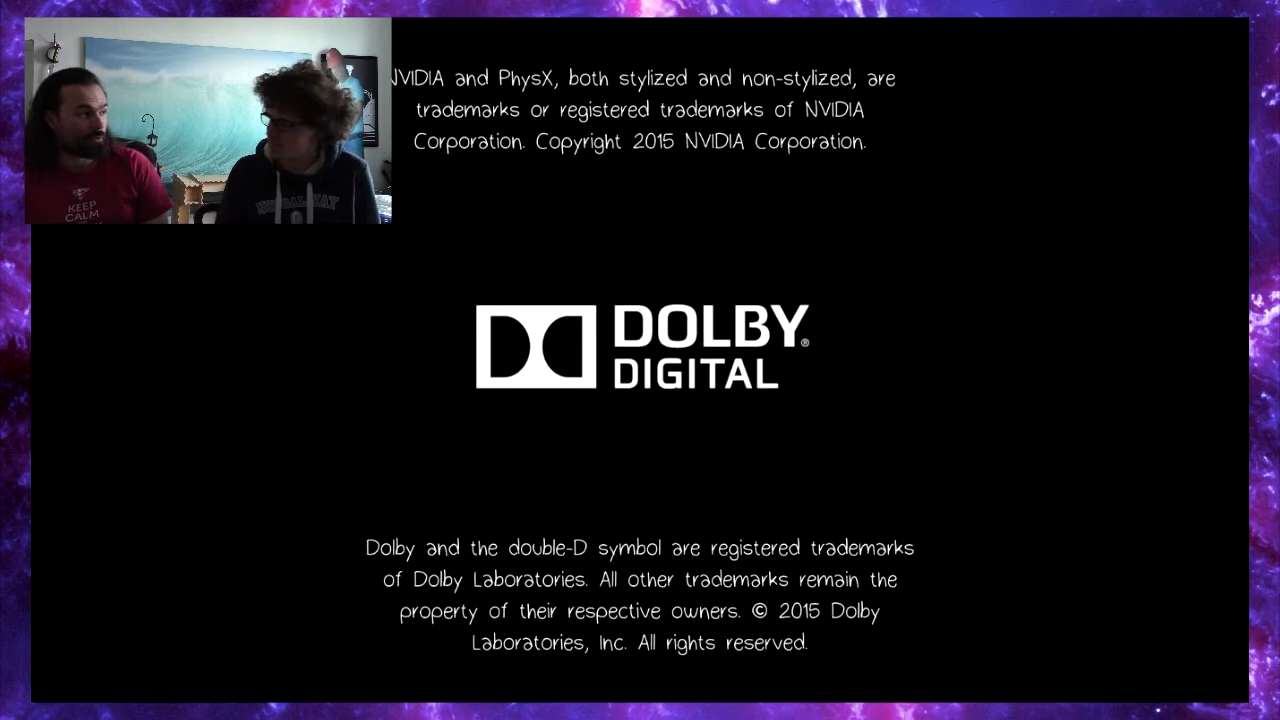 NVIDIA and PhysX, both stylized and non-stylized, are
trademarks or registered trademarks of NVIDIA
Corporation. Copyright 2015 NVIDIA Corporation.
KEEP
CALM
DOLBY®
DIGITAL
Dolby and the double-D symbol are registered trademarks
of Dolby Laboratories. All other trademarks remain the
property of their respective owners. © 2015 Dolby
Laboratories, Inc. All rights reserved.